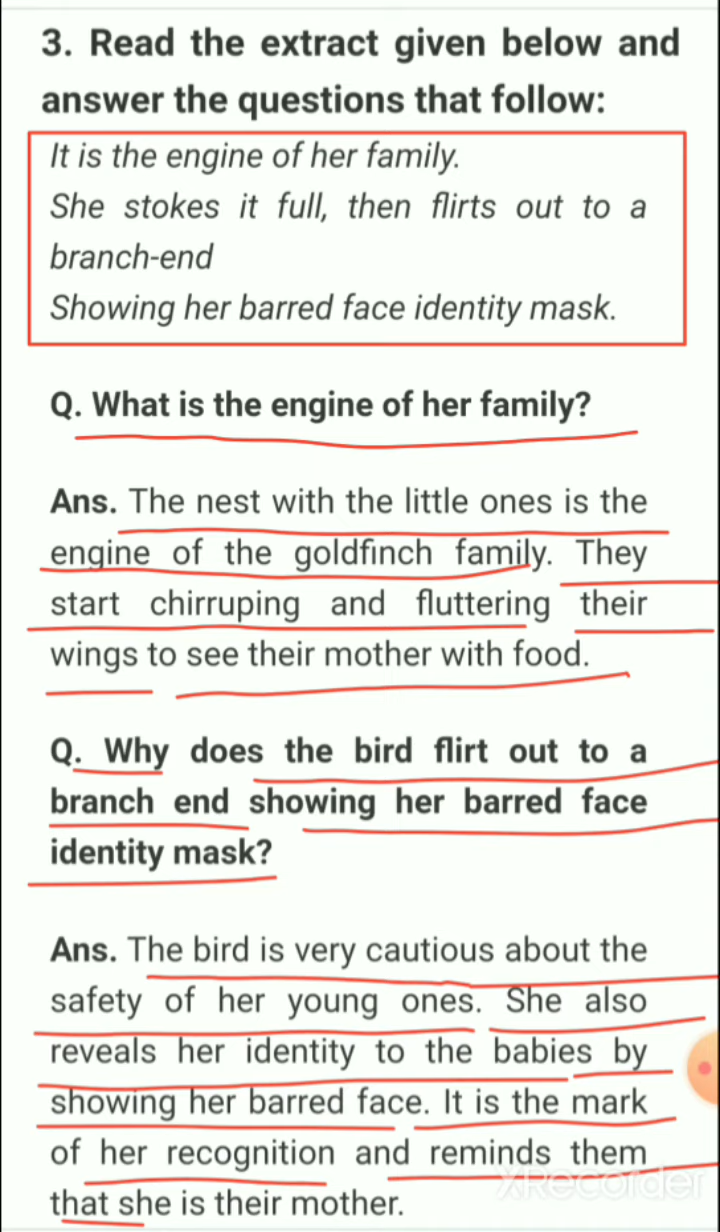 3. Read the extract given below and
answer the questions that follow:
It is the engine of her family.
She stokes it full, then flirts out to a
branch-end
Showing her barred face identity mask.
Q. What is the engine of her family?
Ans. The nest with the little ones is the
engine of the goldfinch family. They
start chirruping and fluttering their
wings to see their mother with food.
Q. Why does the bird flirt out to a
branch end showing her barred face
identity mask?
Ans. The bird is very cautious about the
safety of her young ones. She also
reveals her identity to the babies by
showing her barred face. It is the mark
of her recognition and reminds them
XRecorder
that she is their mother.